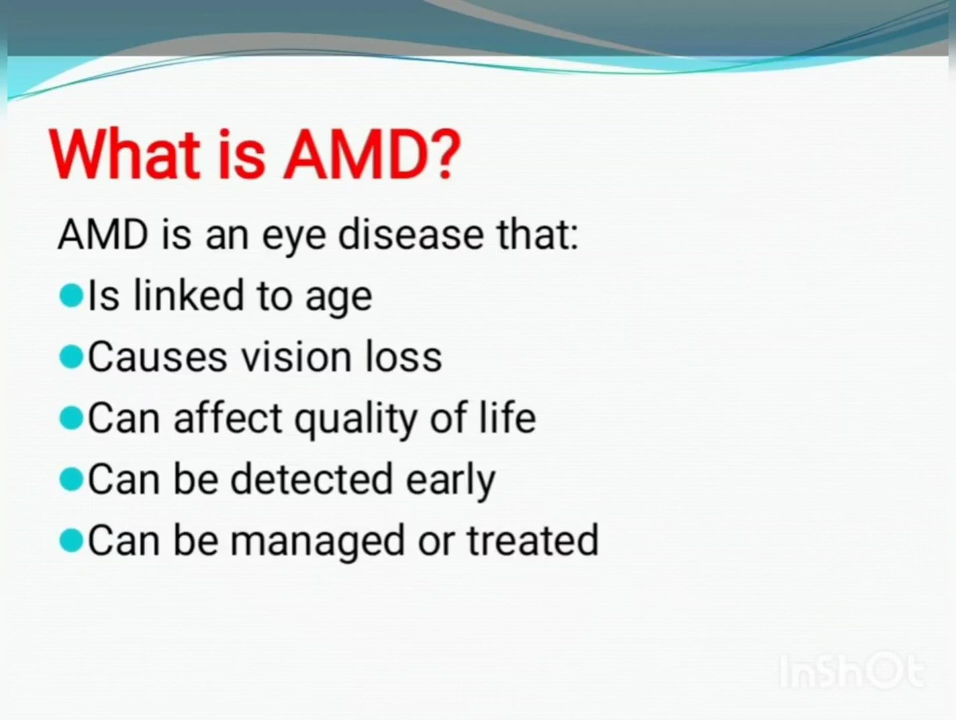 What is AMD?
AMD is an eye disease that:
Is linked to age
Causes vision loss
Can affect quality of life
Can be detected early
Can be managed or treated
InShOt